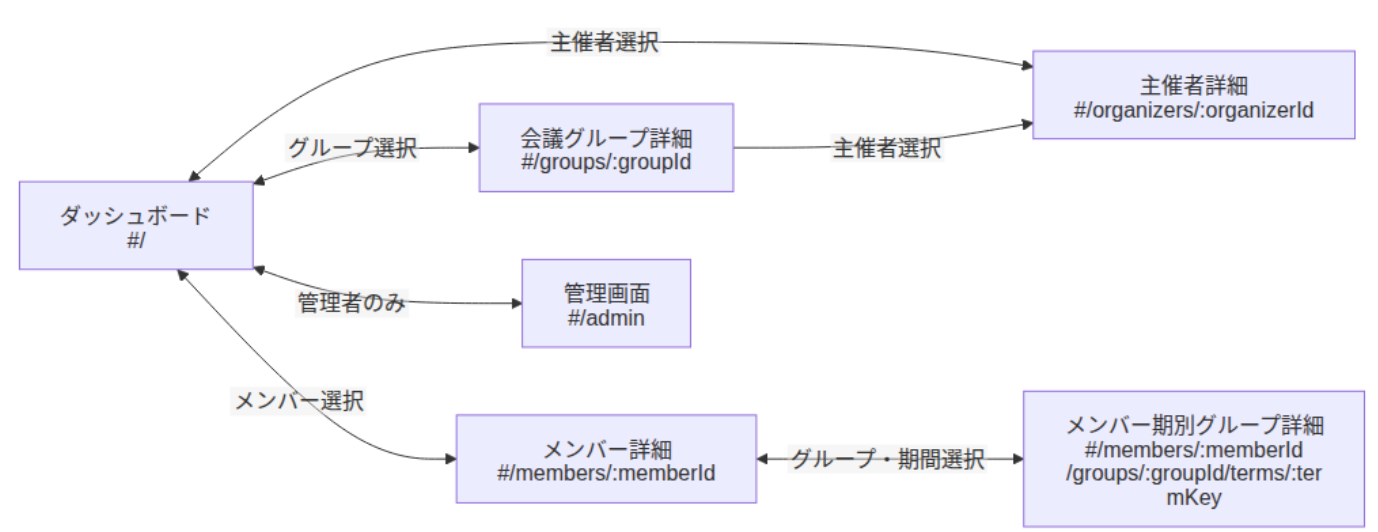 主催者選択
主催者詳細
#/organizers/:organizerId
グループ選択
会議グループ詳細
#/groups/:groupId
主催者選択
ダッシュボード
#/
管理者のみ
管理画面
#/admin
メンバー選択
メンバー詳細
#/members/:memberId
グループ・期間選択
メンバー期別グループ詳細
#/members/:memberId
/groups/:groupId/terms/:ter
mKey